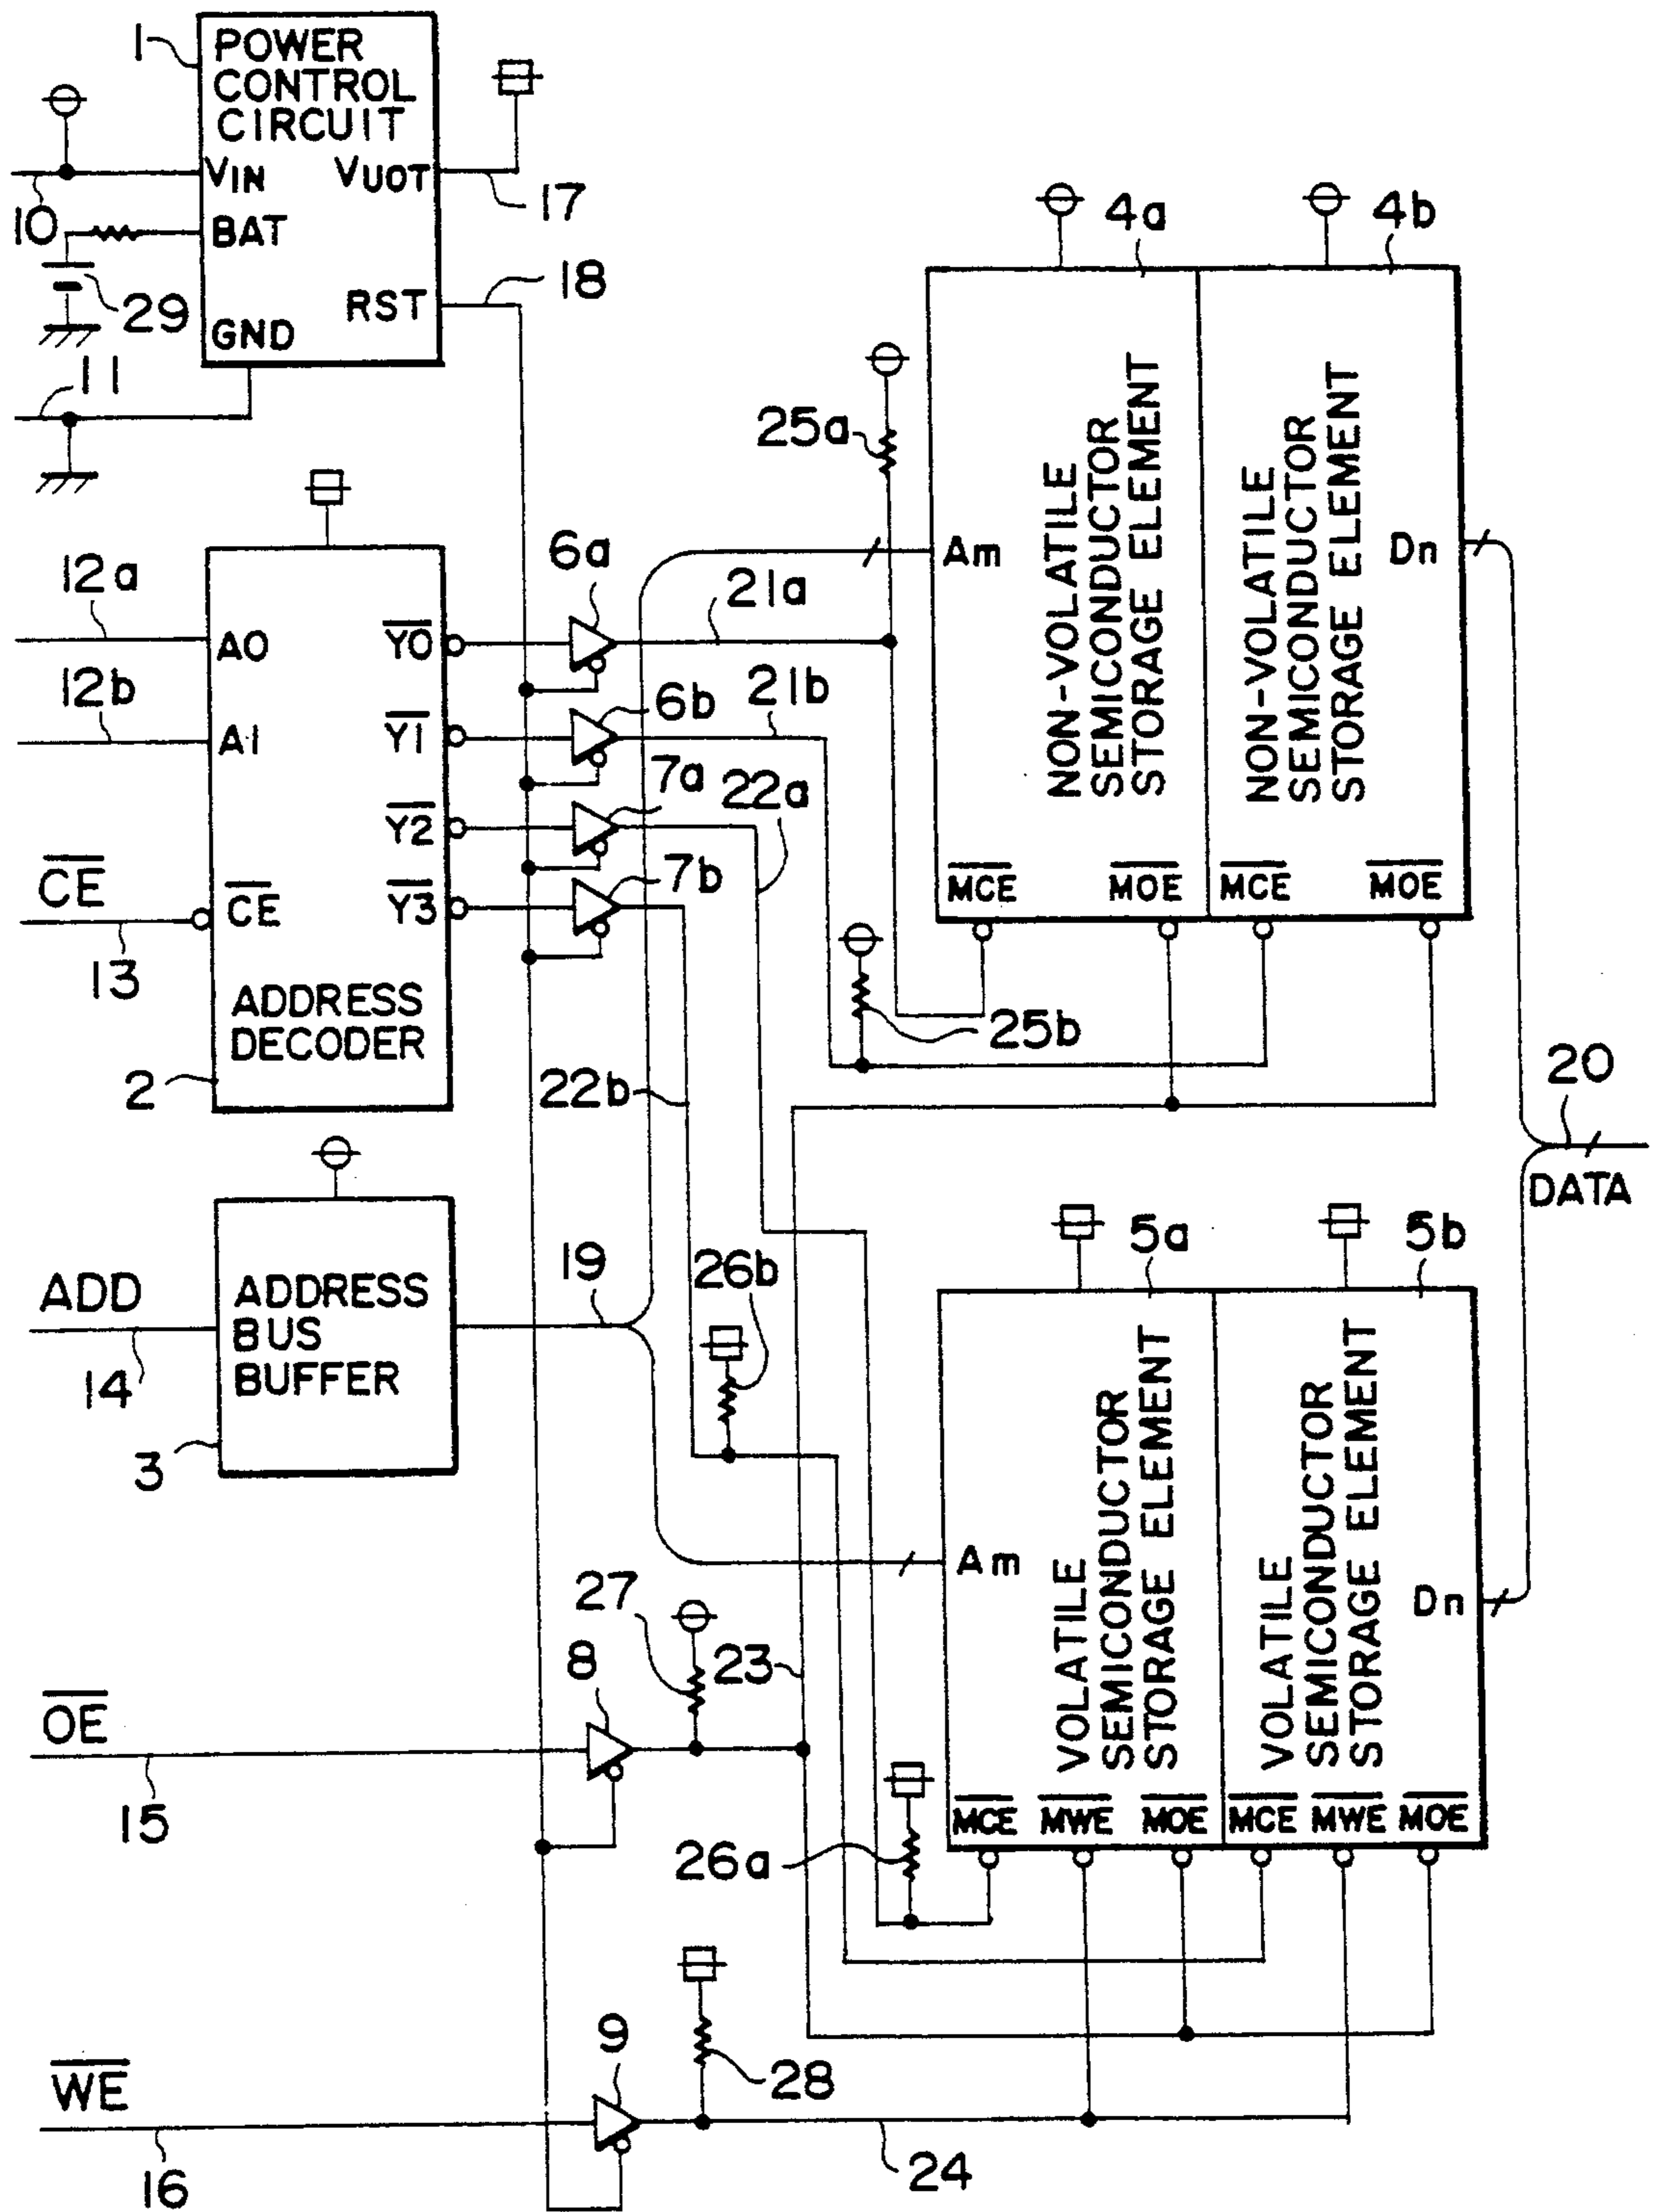 1
POWER
CONTROL
CIRCUIT
VIN
VUOT
10
17
BAT
29
RST
18
GND
11
4a
4b
25a
NON-VOLATILE
SEMICONDUCTOR
STORAGE ELEMENT
NON-VOLATILE
SEMICONDUCTOR
STORAGE ELEMENT
Am
Dn
12a
A0
Y0
6a
21a
12b
A1
Y1
6b
21b
Y2
7a
22a
CE
CE
Y3
7b
13
MCE
MOE
MCE
MOE
ADDRESS
DECODER
2
25b
22b
20
DATA
ADD
14
ADDRESS
BUS
BUFFER
3
19
26b
5a
5b
VOLATILE
SEMICONDUCTOR
STORAGE ELEMENT
VOLATILE
SEMICONDUCTOR
STORAGE ELEMENT
Am
Dn
27
23
OE
8
15
26a
MCE
MWE
MOE
MCE
MWE
MOE
WE
9
28
16
24